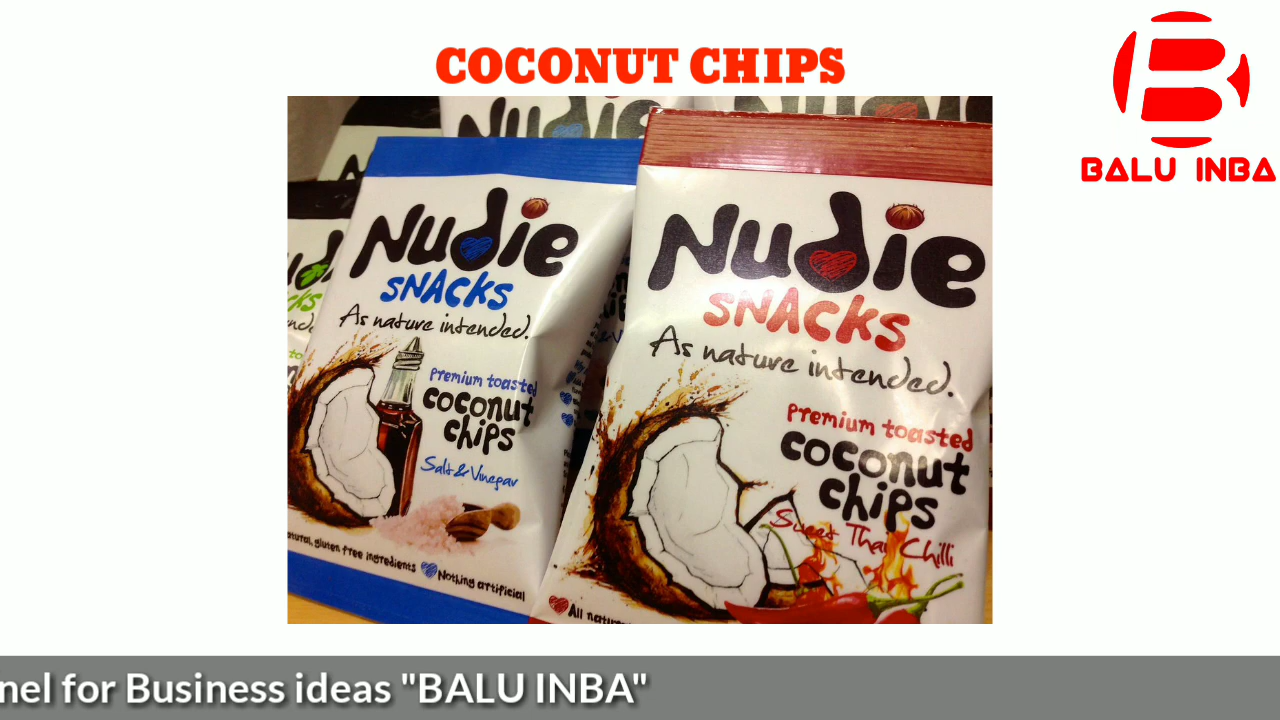 COCONUT CHIPS
BALU INBA
Nudie
SNACKS
As nature intended.
Premium toasted
coconut
chips
Salt & Vinegar
natural, gluten free ingredients
Nothing artificial
Nudie
SNACKS
As nature intended.
Premium toasted
coconut
chips
Sweet Thai Chilli
All natural
nel for Business ideas "BALU INBA"